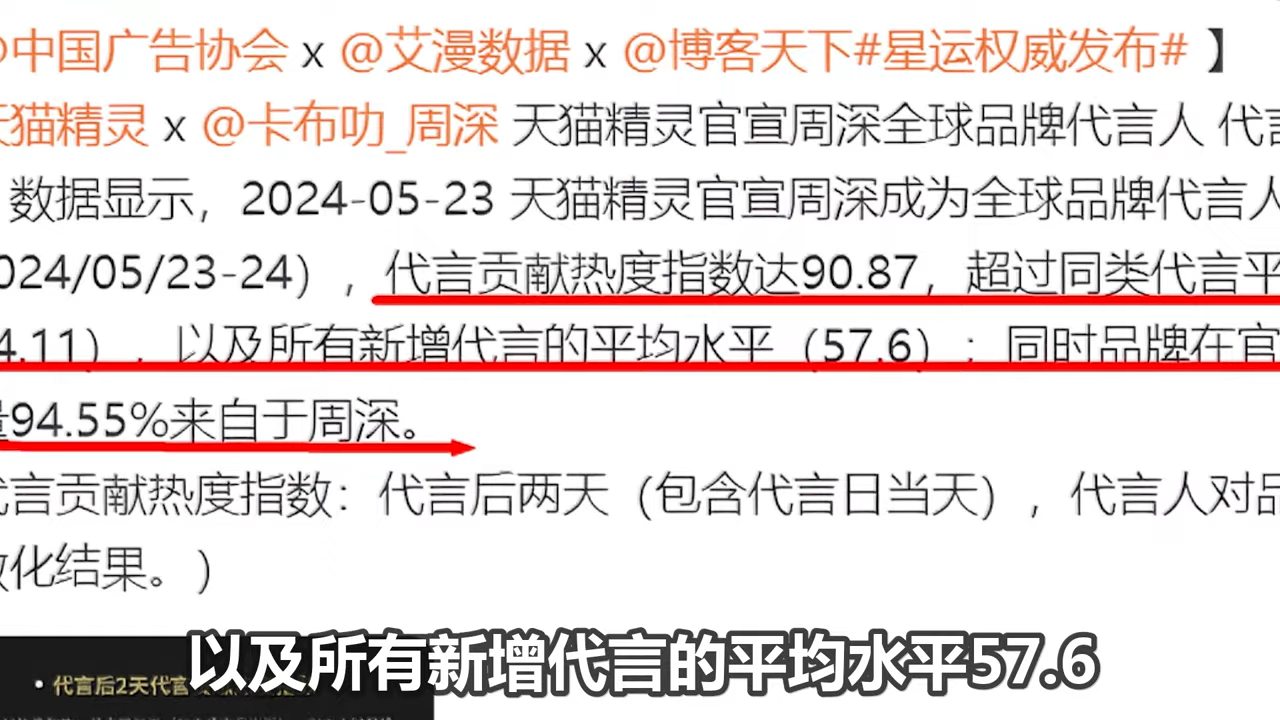 中国广告协会 x @艾漫数据 x @博客天下#星运权威发布# 】
天猫精灵 x @卡布叻_周深 天猫精灵官宣周深全球品牌代言人 代言
数据显示，2024-05-23 天猫精灵官宣周深成为全球品牌代言人
024/05/23-24），代言贡献热度指数达90.87，超过同类代言平
4.11），以及所有新增代言的平均水平（57.6）；同时品牌在官
量94.55%来自于周深。
代言贡献热度指数：代言后两天（包含代言日当天），代言人对品
数化结果。）
以及所有新增代言的平均水平57.6
·代言后2天代言